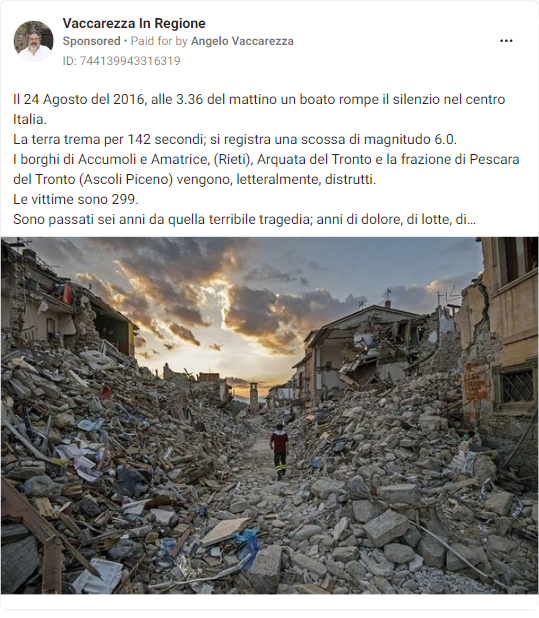 Vaccarezza In Regione
Sponsored • Paid for by Angelo Vaccarezza
ID: 744139943316319
Il 24 Agosto del 2016, alle 3.36 del mattino un boato rompe il silenzio nel centro
Italia.
La terra trema per 142 secondi; si registra una scossa di magnitudo 6.0.
I borghi di Accumoli e Amatrice, (Rieti), Arquata del Tronto e la frazione di Pescara
del Tronto (Ascoli Piceno) vengono, letteralmente, distrutti.
Le vittime sono 299.
Sono passati sei anni da quella terribile tragedia; anni di dolore, di lotte, di...